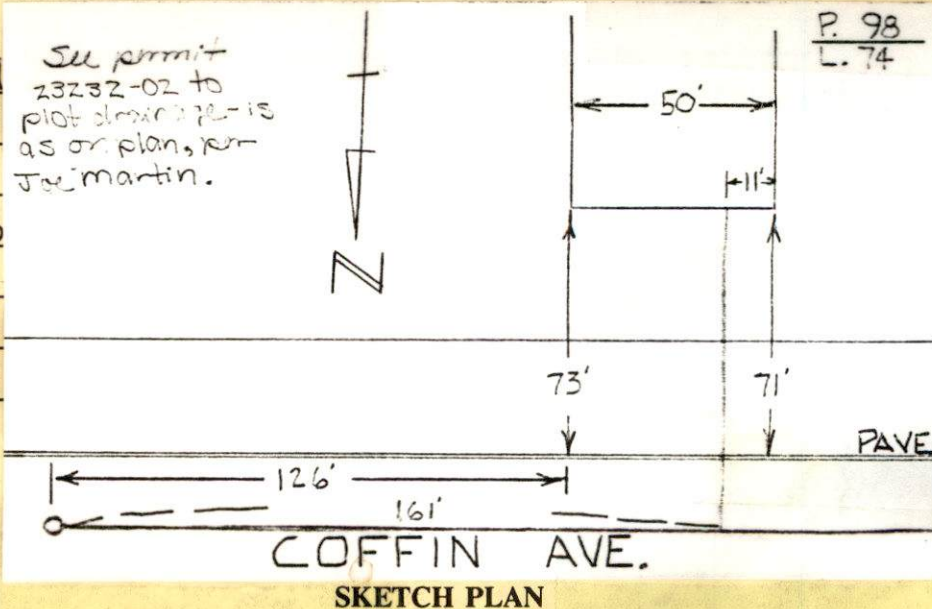 See permit
23232-02 to
plot drainage - is
as on plan, per
Joe Martin.
P. 98
L. 74
50'
11'
N
73'
71'
PAVE
126'
161'
COFFIN AVE.
SKETCH PLAN